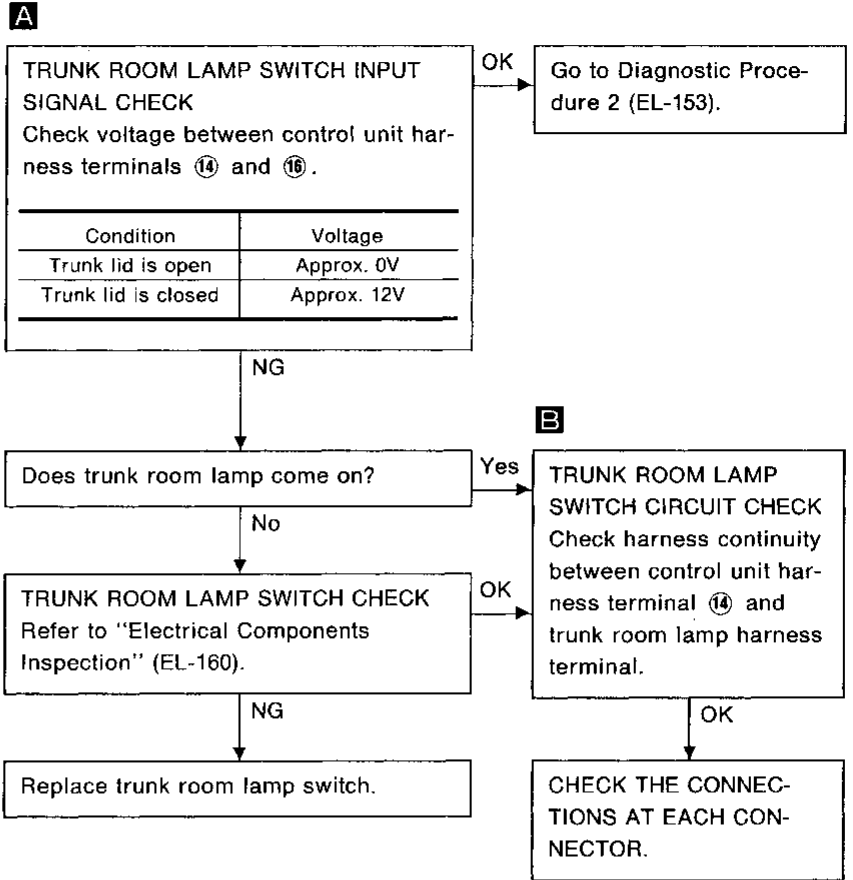 A
TRUNK ROOM LAMP SWITCH INPUT
SIGNAL CHECK
Check voltage between control unit har-
ness terminals ⑭ and ⑯.
Condition Voltage
Trunk lid is open Approx. 0V
Trunk lid is closed Approx. 12V
OK
Go to Diagnostic Proce-
dure 2 (EL-153).
NG
Does trunk room lamp come on?
Yes
No
B
TRUNK ROOM LAMP
SWITCH CIRCUIT CHECK
Check harness continuity
between control unit har-
ness terminal ⑭ and
trunk room lamp harness
terminal.
TRUNK ROOM LAMP SWITCH CHECK
Refer to "Electrical Components
Inspection" (EL-160).
OK
NG
Replace trunk room lamp switch.
OK
CHECK THE CONNEC-
TIONS AT EACH CON-
NECTOR.